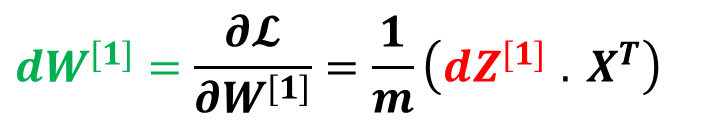 dW^[1] = ∂ℒ/∂W^[1] = 1/m (dZ^[1] . X^T)